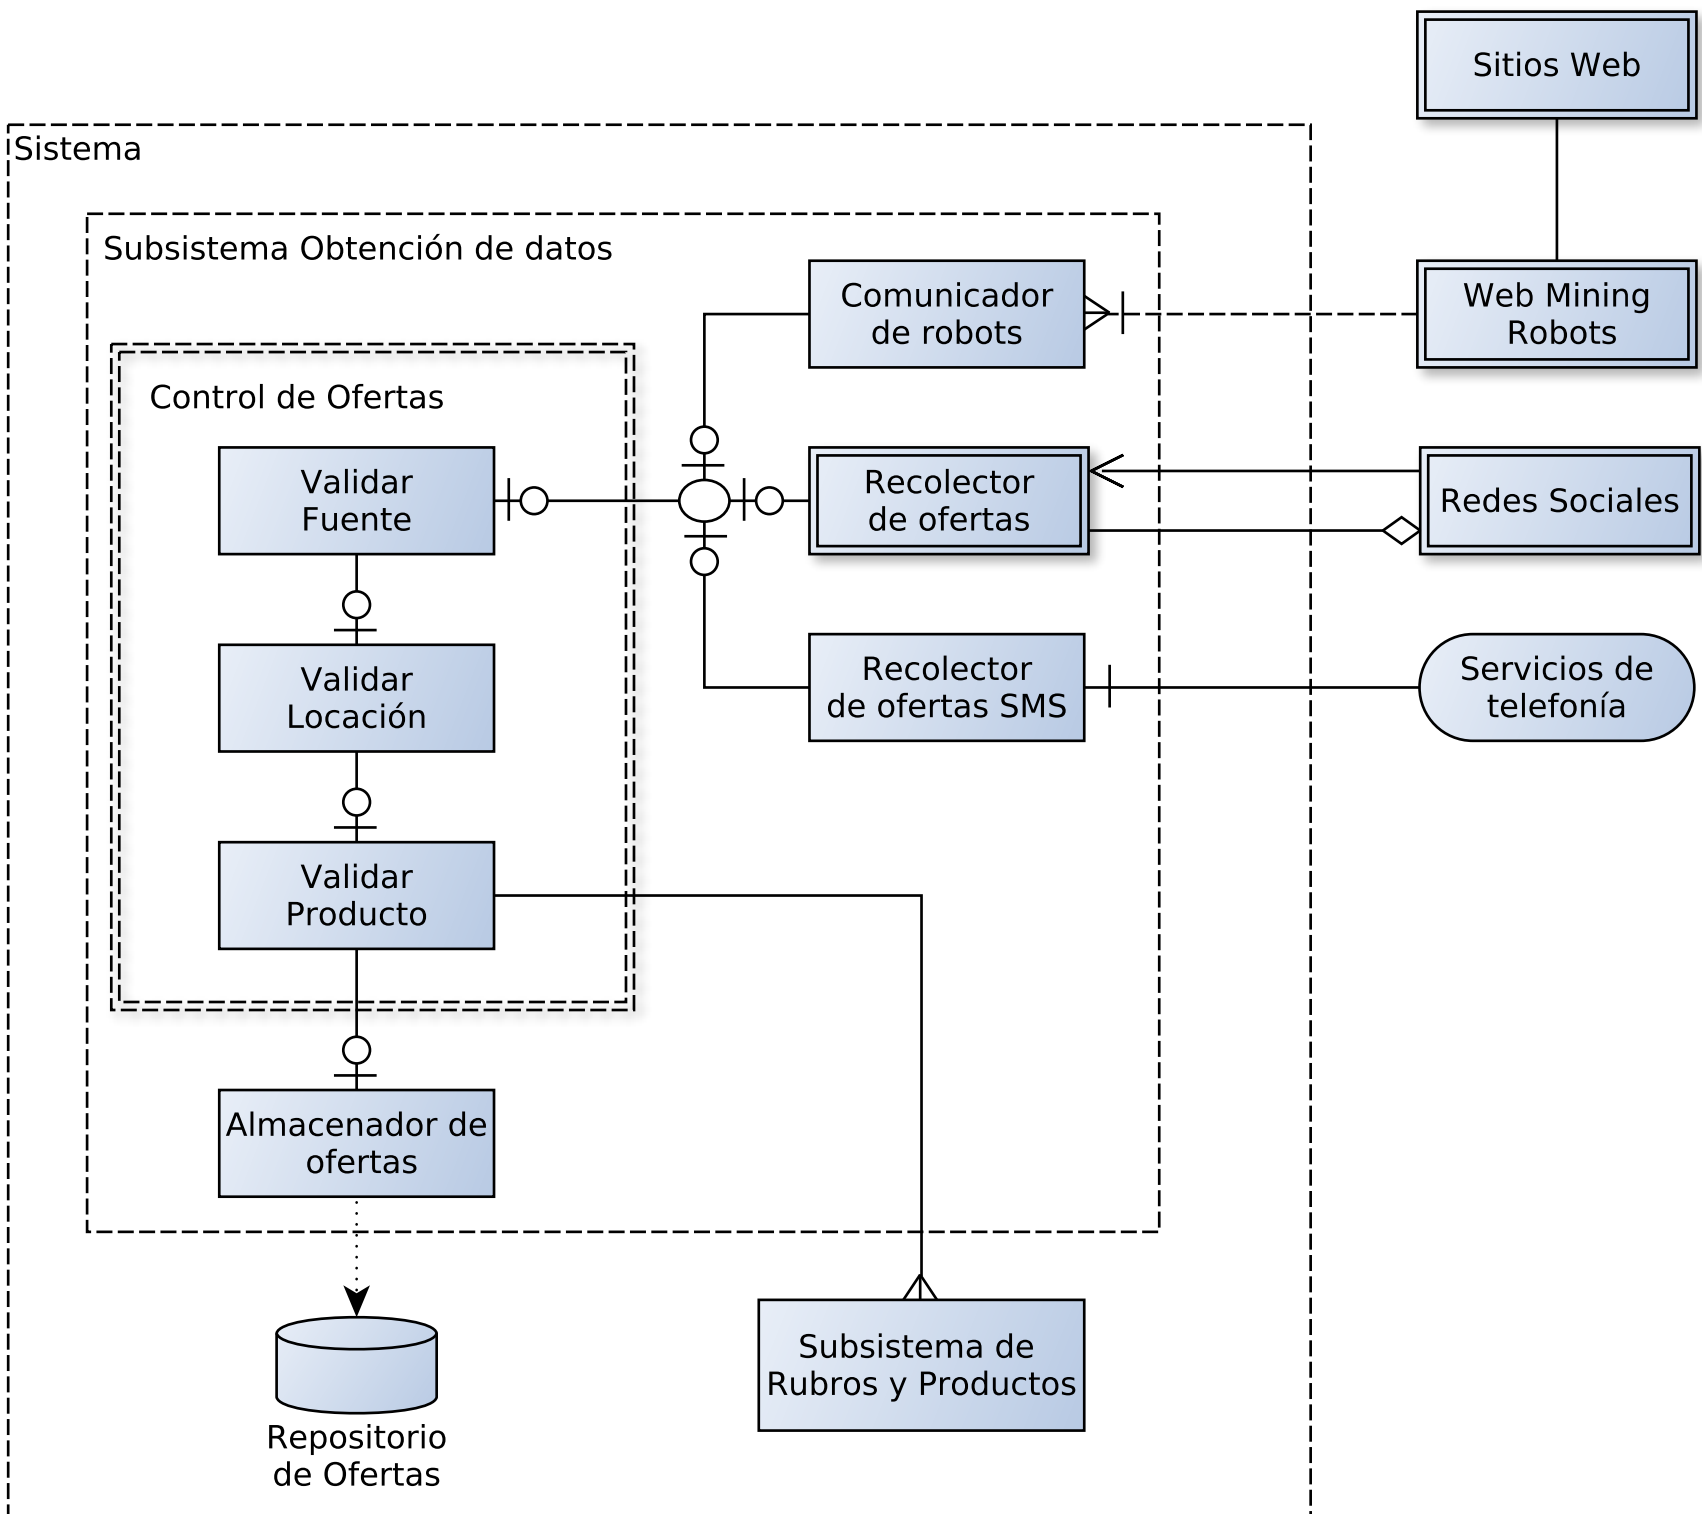 Sitios Web
Sistema
Subsistema Obtención de datos
Comunicador
de robots
Web Mining
Robots
Control de Ofertas
Validar
Fuente
Recolector
de ofertas
Redes Sociales
Validar
Locación
Recolector
de ofertas SMS
Servicios de
telefonía
Validar
Producto
Almacenador de
ofertas
Subsistema de
Rubros y Productos
Repositorio
de Ofertas